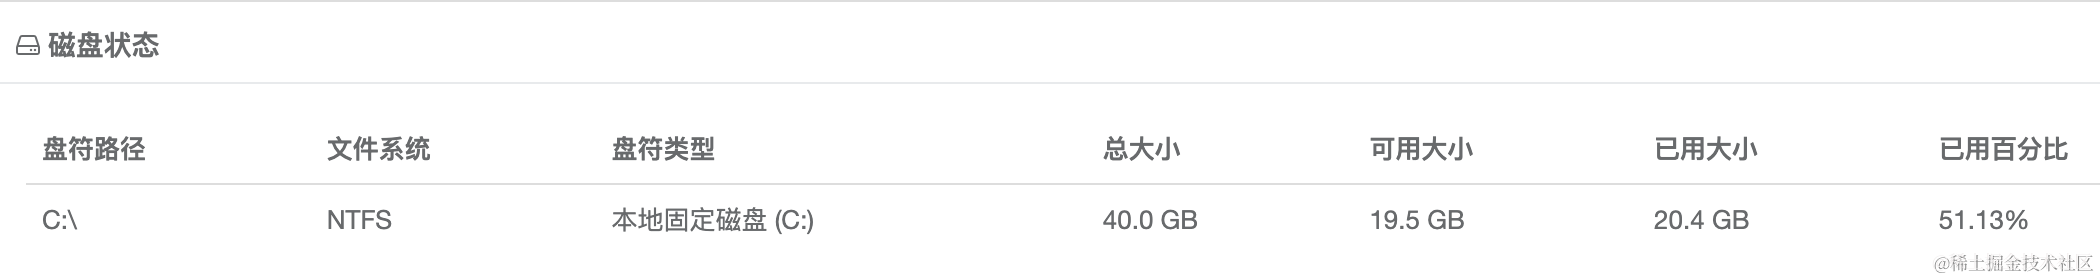 磁盘状态
盘符路径 文件系统 盘符类型 总大小 可用大小 已用大小 已用百分比
C:\ NTFS 本地固定磁盘 (C:) 40.0 GB 19.5 GB 20.4 GB 51.13%
@稀土掘金技术社区